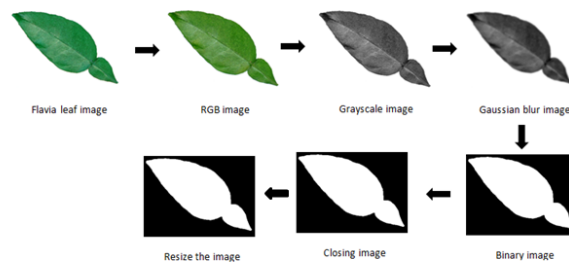 Flavia leaf image
RGB image
Grayscale image
Gaussian blur image
Resize the image
Closing image
Binary image